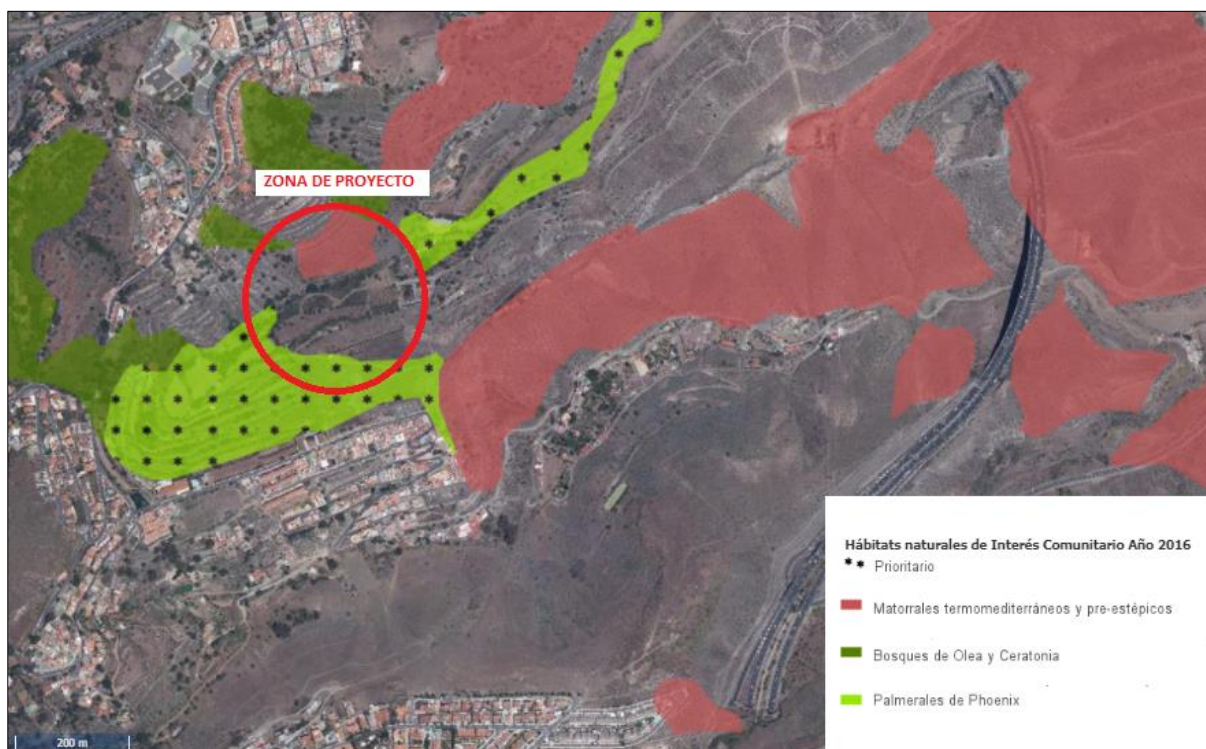 ZONA DE PROYECTO
Hábitats naturales de Interés Comunitario Año 2016
Prioritario
Matorrales termomediterráneos y pre-estépicos
Bosques de Olea y Ceratonia
Palmerales de Phoenix
200 m